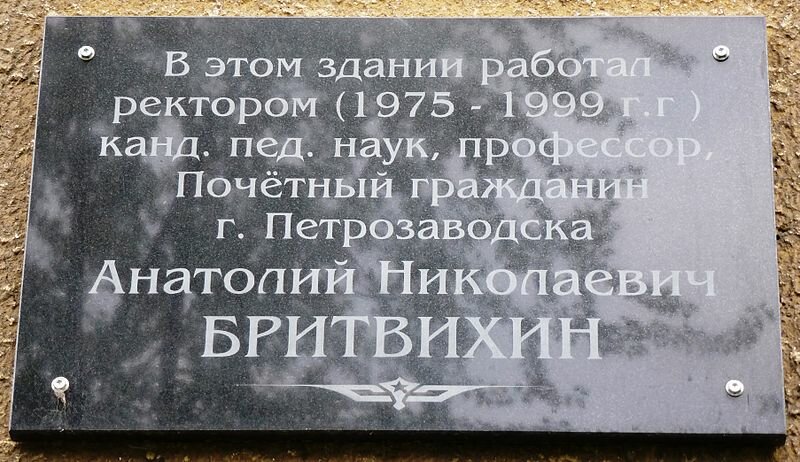 В этом здании работал
ректором (1975 - 1999 г.г )
канд. пед. наук, профессор,
Почётный гражданин
г. Петрозаводска
Анатолий Николаевич
БРИТВИХИН